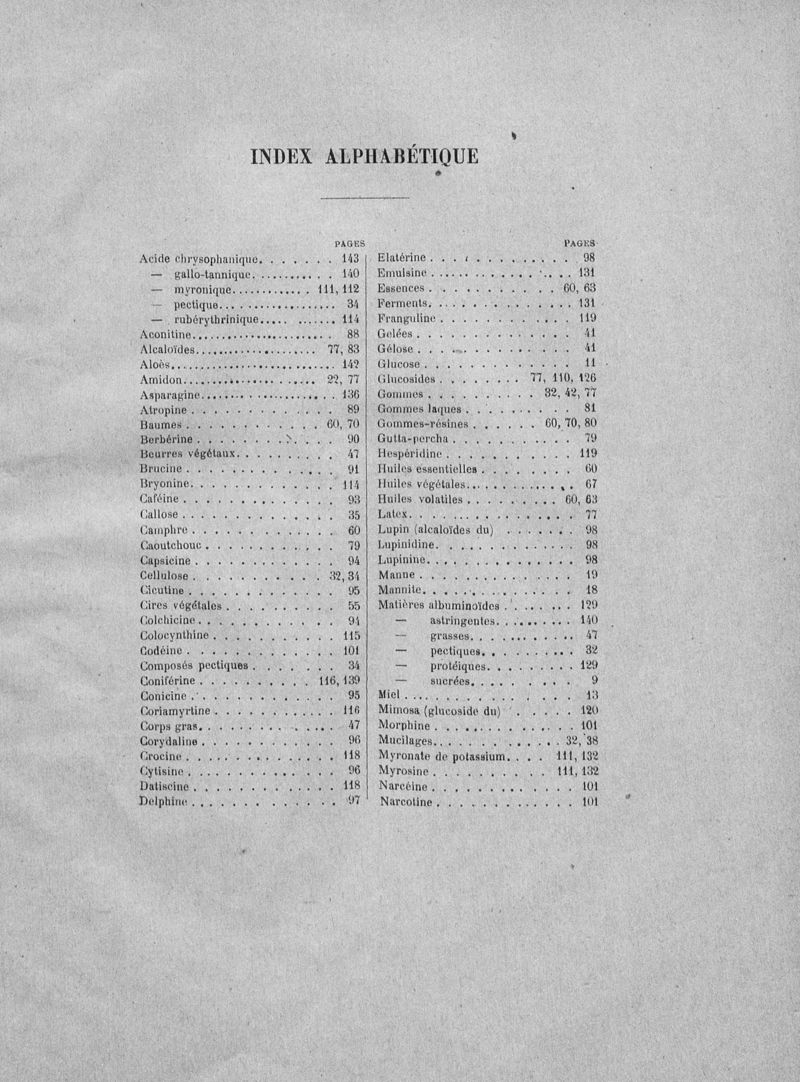 INDEX ALPHABÉTIQUE
PAGES
Acide chrysophanique. . . . . . . 143
— gallo-tannique. . . . . . . . . . . 140
— myronique. . . . . . . . . . . . 111, 112
— pectique. . . . . . . . . . . . . . . . . 34
— rubérythrinique. . . . . . . . . . . . 114
Aconitine. . . . . . . . . . . . . . . . . . . . 88
Alcaloïdes. . . . . . . . . . . . . . . . . 77, 83
Aloès. . . . . . . . . . . . . . . . . . . . . . . 142
Amidon. . . . . . . . . . . . . . . . . . . 22, 77
Asparagine. . . . . . . . . . . . . . . . . . . 136
Atropine . . . . . . . . . . . . . 89
Baumes . . . . . . . . . . . . 60, 70
Berbérine . . . . . . . . . . . . 90
Beurres végétaux. . . . . . . . . 47
Brucine . . . . . . . . . . . . . 91
Bryonine. . . . . . . . . . . . . 114
Caféine . . . . . . . . . . . . . . 93
Callose . . . . . . . . . . . . . . 35
Camphre . . . . . . . . . . . . . 60
Caoutchouc . . . . . . . . . . . . 79
Capsicine . . . . . . . . . . . . . 94
Cellulose . . . . . . . . . . . . 32, 34
Cicutine . . . . . . . . . . . . . 95
Cires végétales . . . . . . . . . . 55
Colchicine . . . . . . . . . . . . . 94
Colocynthine . . . . . . . . . . . 115
Codéine . . . . . . . . . . . . . 101
Composés pectiques . . . . . . . 34
Coniférine . . . . . . . . . . 116, 139
Conicine . . . . . . . . . . . . . 95
Coriamyrtine . . . . . . . . . . . 116
Corps gras. . . . . . . . . . . . . 47
Corydaline . . . . . . . . . . . . 96
Crocine . . . . . . . . . . . . . . 118
Cytisine . . . . . . . . . . . . . 96
Datiscine . . . . . . . . . . . . . 118
Delphine . . . . . . . . . . . . . 97
PAGES
Elatérine . . . . . . . . . . . . . 98
Emulsine . . . . . . . . . . . . . . . . 131
Essences . . . . . . . . . . . . 60, 63
Ferments. . . . . . . . . . . . . . 131
Franguline . . . . . . . . . . . . 119
Gelées . . . . . . . . . . . . . . 41
Gélose . . . . . . . . . . . . . . 41
Glucose . . . . . . . . . . . . . . 11
Glucosides . . . . . . . . 77, 110, 126
Gommes . . . . . . . . . . 32, 42, 77
Gommes laques . . . . . . . . . . 81
Gommes-résines . . . . . . 60, 70, 80
Gutta-percha . . . . . . . . . . . 79
Hespéridine . . . . . . . . . . . . 119
Huiles essentielles . . . . . . . . 60
Huiles végétales. . . . . . . . . . . . 67
Huiles volatiles . . . . . . . . . 60, 63
Latex. . . . . . . . . . . . . . . . 77
Lupin (alcaloïdes du) . . . . . . . 98
Lupinidine. . . . . . . . . . . . . 98
Lupinine. . . . . . . . . . . . . . 98
Manne . . . . . . . . . . . . . . 19
Mannite. . . . . . . . . . . . . . 18
Matières albuminoïdes . . . . . . . 129
— astringentes. . . . . . . . . 140
— grasses. . . . . . . . . . . 47
— pectiques. . . . . . . . . . 32
— protéiques. . . . . . . . . 129
— sucrées. . . . . . . . . . 9
Miel . . . . . . . . . . . . . . . 13
Mimosa (glucoside du) . . . . . . 120
Morphine . . . . . . . . . . . . . 101
Mucilages. . . . . . . . . . . . . 32, 38
Myronate de potassium. . . . 111, 132
Myrosine . . . . . . . . . . 111, 132
Narcéine . . . . . . . . . . . . . 101
Narcotine . . . . . . . . . . . . 101